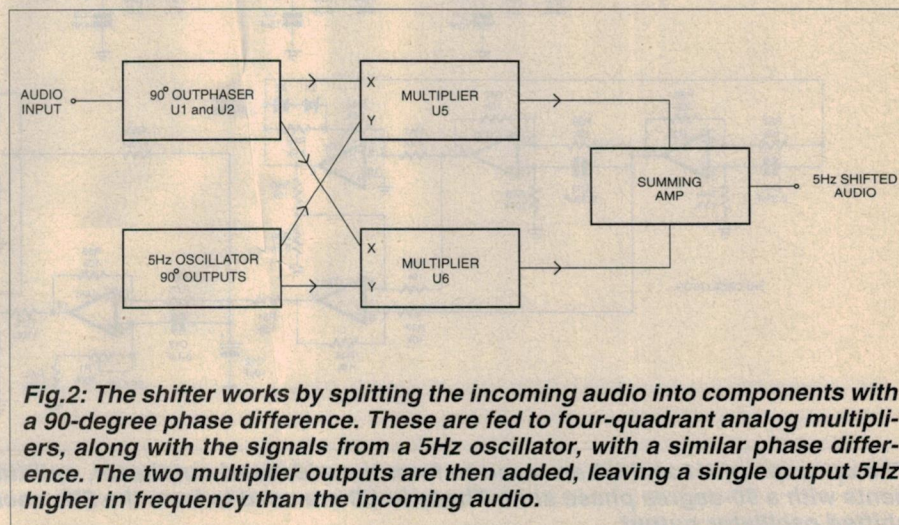 AUDIO
INPUT
90° OUTPHASER
U1 and U2
X
Y
MULTIPLIER
U5
SUMMING
AMP
5Hz SHIFTED
AUDIO
5Hz OSCILLATOR
90° OUTPUTS
X
Y
MULTIPLIER
U6
Fig.2: The shifter works by splitting the incoming audio into components with
a 90-degree phase difference. These are fed to four-quadrant analog multipli-
ers, along with the signals from a 5Hz oscillator, with a similar phase differ-
ence. The two multiplier outputs are then added, leaving a single output 5Hz
higher in frequency than the incoming audio.